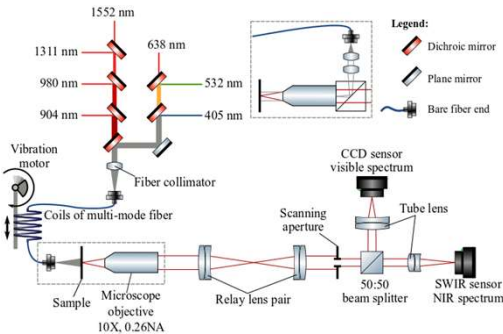 1552 nm
1311 nm
638 nm
980 nm
532 nm
904 nm
405 nm
Legend:
Dichroic mirror
Plane mirror
Bare fiber end
Vibration
motor
Fiber collimator
Coils of multi-mode fiber
CCD sensor
visible spectrum
Scanning
aperture
Tube lens
Sample
Microscope
objective
10X, 0.26NA
Relay lens pair
50:50
beam splitter
SWIR sensor
NIR spectrum